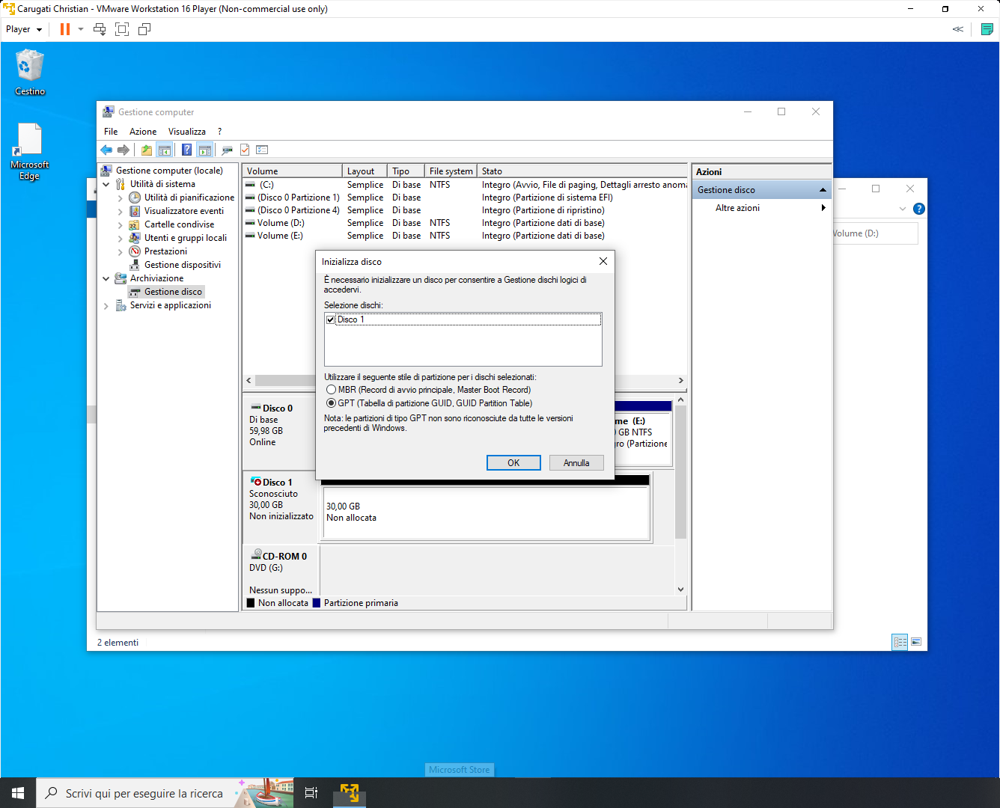 Carugati Christian - VMware Workstation 16 Player (Non-commercial use only)
Player
Cestino
Microsoft
Edge
Gestione computer
File Azione Visualizza ?
Gestione computer (locale)
Utilità di sistema
Utilità di pianificazione
Visualizzatore eventi
Cartelle condivise
Utenti e gruppi locali
Prestazioni
Gestione dispositivi
Archiviazione
Gestione disco
Servizi e applicazioni
Volume Layout Tipo File system Stato
(C:) Semplice Di base NTFS Integro (Avvio, File di paging, Dettagli arresto anoma
(Disco 0 Partizione 1) Semplice Di base Integro (Partizione di sistema EFI)
(Disco 0 Partizione 4) Semplice Di base Integro (Partizione di ripristino)
Volume (D:) Semplice Di base NTFS Integro (Partizione dati di base)
Volume (E:) Semplice Di base NTFS Integro (Partizione dati di base)
Azioni
Gestione disco
Altre azioni
Volume (D:)
Inizializza disco
È necessario inizializzare un disco per consentire a Gestione dischi logici di
accedervi.
Selezione dischi:
Disco 1
Utilizzare il seguente stile di partizione per i dischi selezionati:
MBR (Record di avvio principale, Master Boot Record)
GPT (Tabella di partizione GUID, GUID Partition Table)
Nota: le partizioni di tipo GPT non sono riconosciute da tutte le versioni
precedenti di Windows.
OK Annulla
Disco 0
Di base
59,98 GB
Online
me (E:)
GB NTFS
ro (Partizione
Disco 1
Sconosciuto
30,00 GB
Non inizializzato
30,00 GB
Non allocata
CD-ROM 0
DVD (G:)
Nessun suppo...
Non allocata Partizione primaria
2 elementi
Microsoft Store
Scrivi qui per eseguire la ricerca